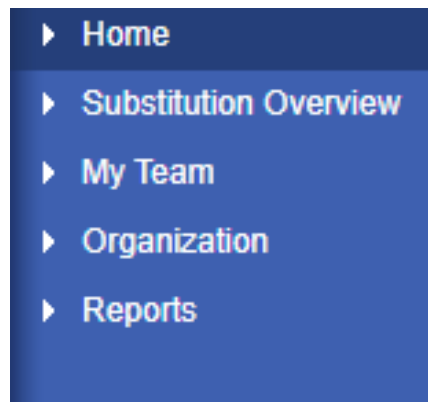 Home
Substitution Overview
My Team
Organization
Reports